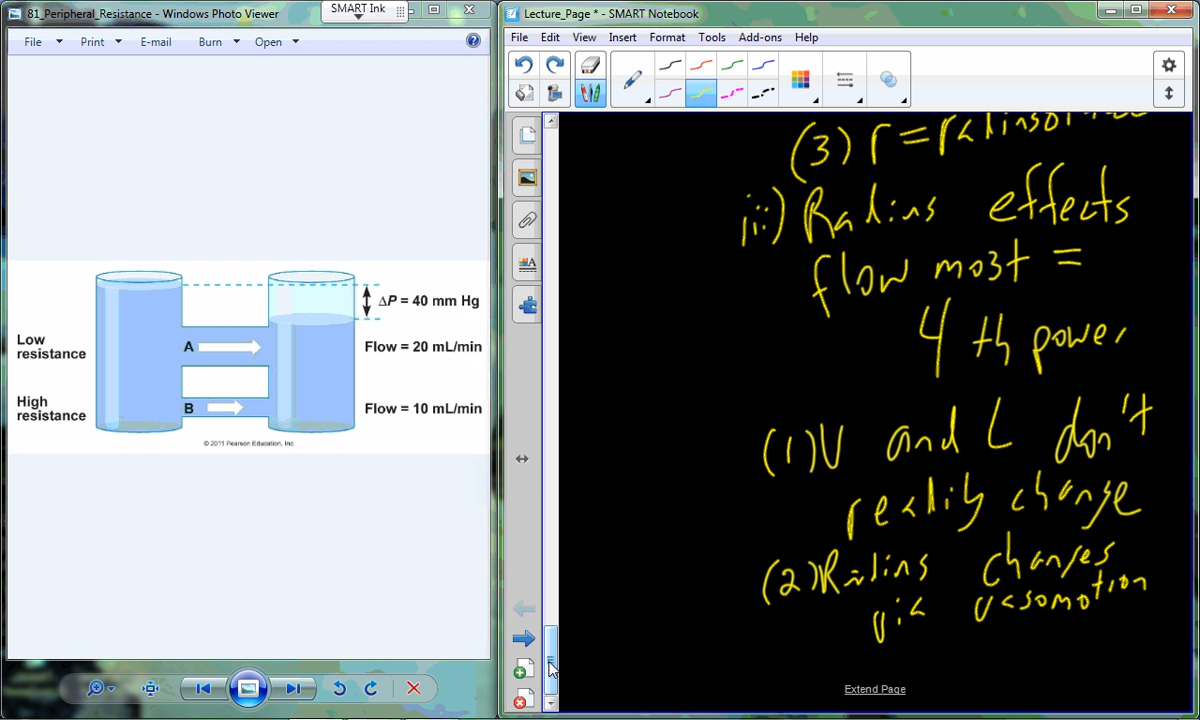 81_Peripheral_Resistance - Windows Photo Viewer
SMART Ink
File Print E-mail Burn Open
ΔP = 40 mm Hg
Low
resistance
A
Flow = 20 mL/min
High
resistance
B
Flow = 10 mL/min
© 2011 Pearson Education, Inc.
Lecture_Page * - SMART Notebook
File Edit View Insert Format Tools Add-ons Help
(3) r =
iii) Radius effects
flow most =
4 th power
(1) V and L don't
really change
(2) Radius changes
via vasomotion
Extend Page